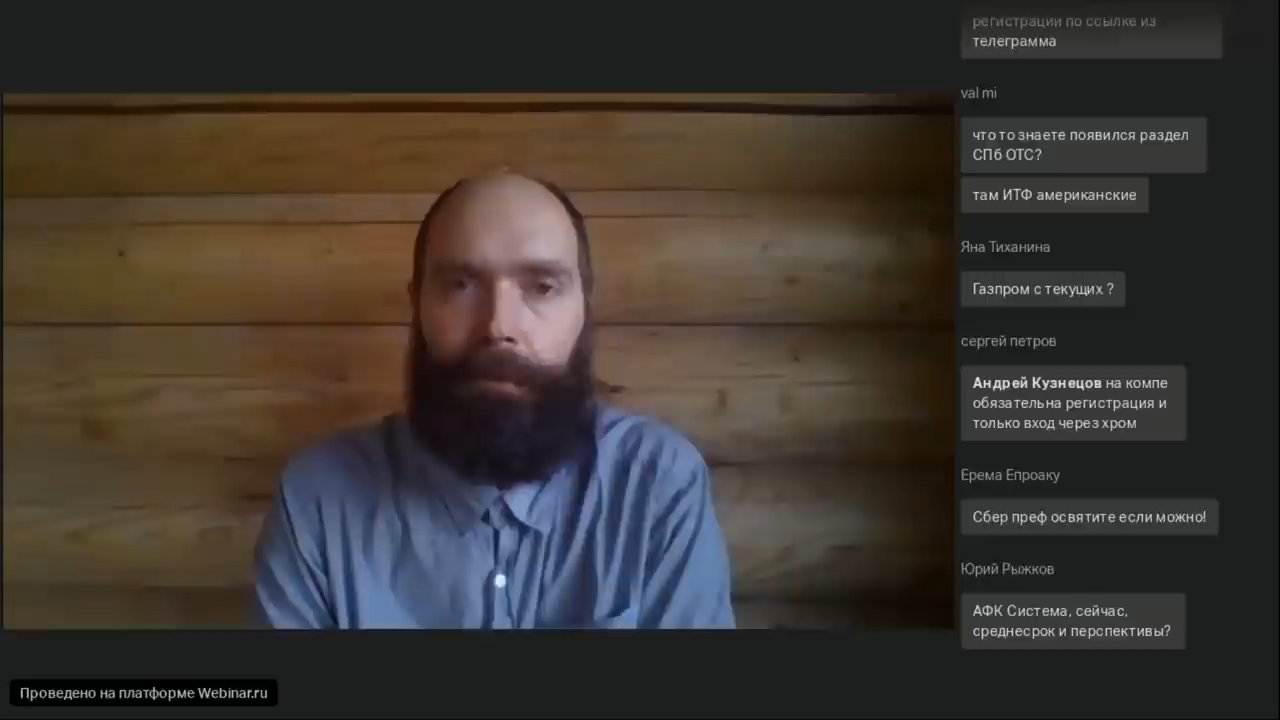 регистрации по ссылке из
телеграмма
val mi
что то знаете появился раздел
СПб ОТС?
там ИТФ американские
Яна Тиханина
Газпром с текущих ?
сергей петров
Андрей Кузнецов на компе
обязательна регистрация и
только вход через хром
Ерема Епроаку
Сбер преф освятите если можно!
Юрий Рыжков
АФК Система, сейчас,
среднесрок и перспективы?
Проведено на платформе Webinar.ru